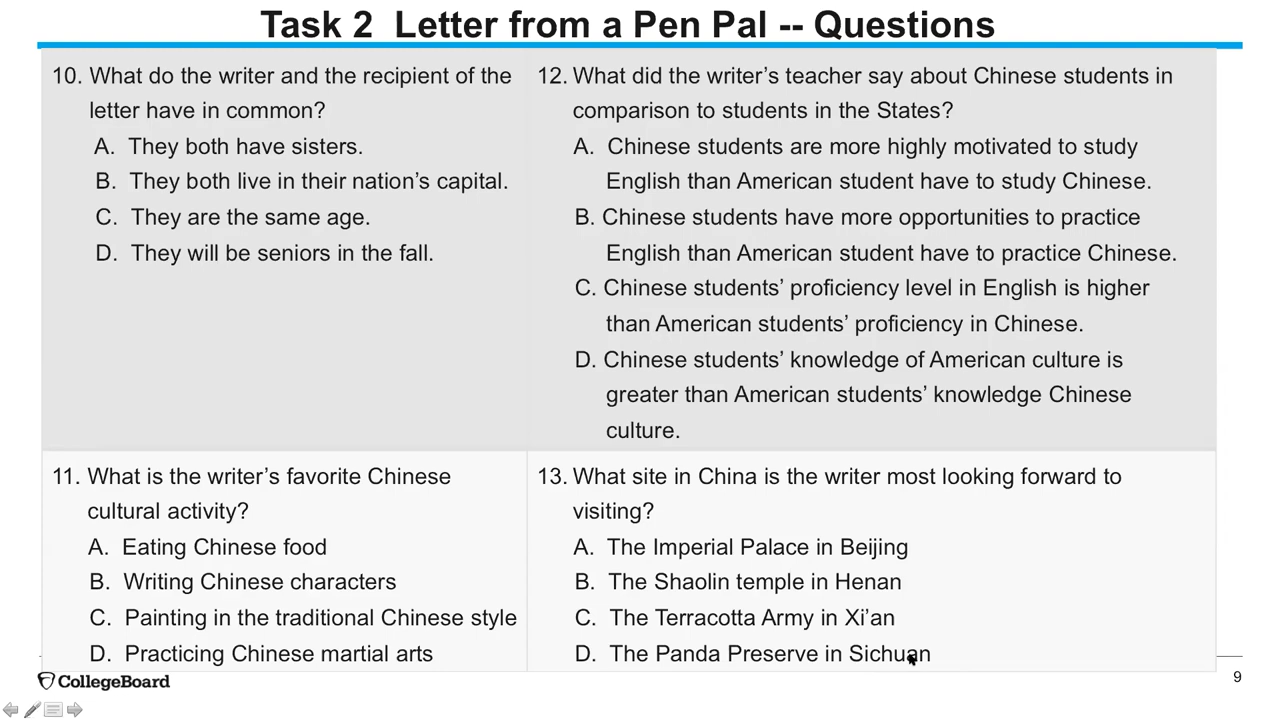 Task 2  Letter from a Pen Pal -- Questions
10. What do the writer and the recipient of the
letter have in common?
A. They both have sisters.
B. They both live in their nation’s capital.
C. They are the same age.
D. They will be seniors in the fall.
12. What did the writer’s teacher say about Chinese students in
comparison to students in the States?
A. Chinese students are more highly motivated to study
English than American student have to study Chinese.
B. Chinese students have more opportunities to practice
English than American student have to practice Chinese.
C. Chinese students’ proficiency level in English is higher
than American students’ proficiency in Chinese.
D. Chinese students’ knowledge of American culture is
greater than American students’ knowledge Chinese
culture.
11. What is the writer’s favorite Chinese
cultural activity?
A. Eating Chinese food
B. Writing Chinese characters
C. Painting in the traditional Chinese style
D. Practicing Chinese martial arts
13. What site in China is the writer most looking forward to
visiting?
A. The Imperial Palace in Beijing
B. The Shaolin temple in Henan
C. The Terracotta Army in Xi’an
D. The Panda Preserve in Sichuan
CollegeBoard
9